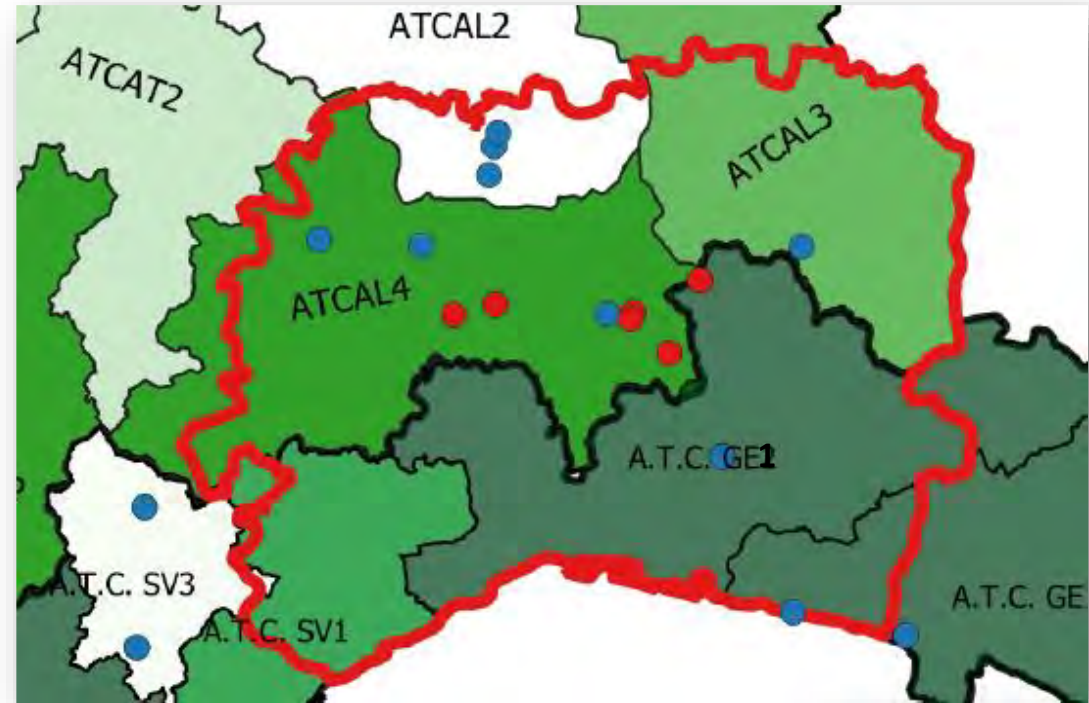 ATCAL2
ATCAT2
ATCAL3
ATCAL4
A.T.C. GE1
A.T.C. SV3
A.T.C. GE
A.T.C. SV1